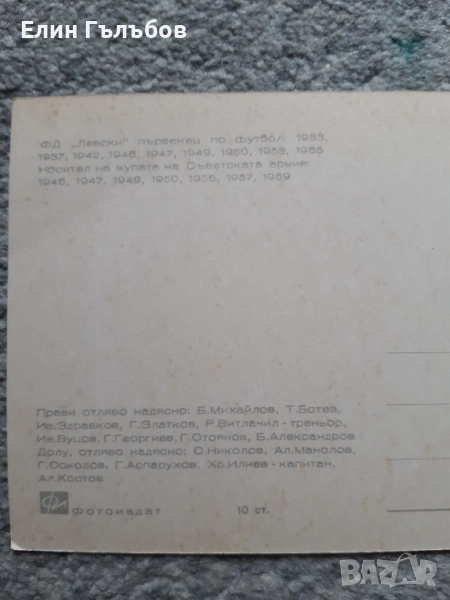 Елин Гълъбов
ФД „Левски" първенец по футбол: 1933,
1937, 1942, 1946, 1947, 1949, 1950, 1953, 1965
Носител на купата на Съветската армия:
1946, 1947, 1949, 1950, 1956, 1957, 1959
Прави отляво надясно: Б.Михайлов, Т.Ботев,
Ив.Здравков, Г.Златков, Р.Витлачил-треньор,
Ив.Вуцов, Г.Георгиев, Г.Стоянов, Б.Александров
Долу, отляво надясно: С.Николов, Ал.Манолов,
Г.Соколов, Г.Аспарухов, Хр.Илиев-капитан,
Ал.Костов
Фотоиздат 10 ст.
BAZAR.bg